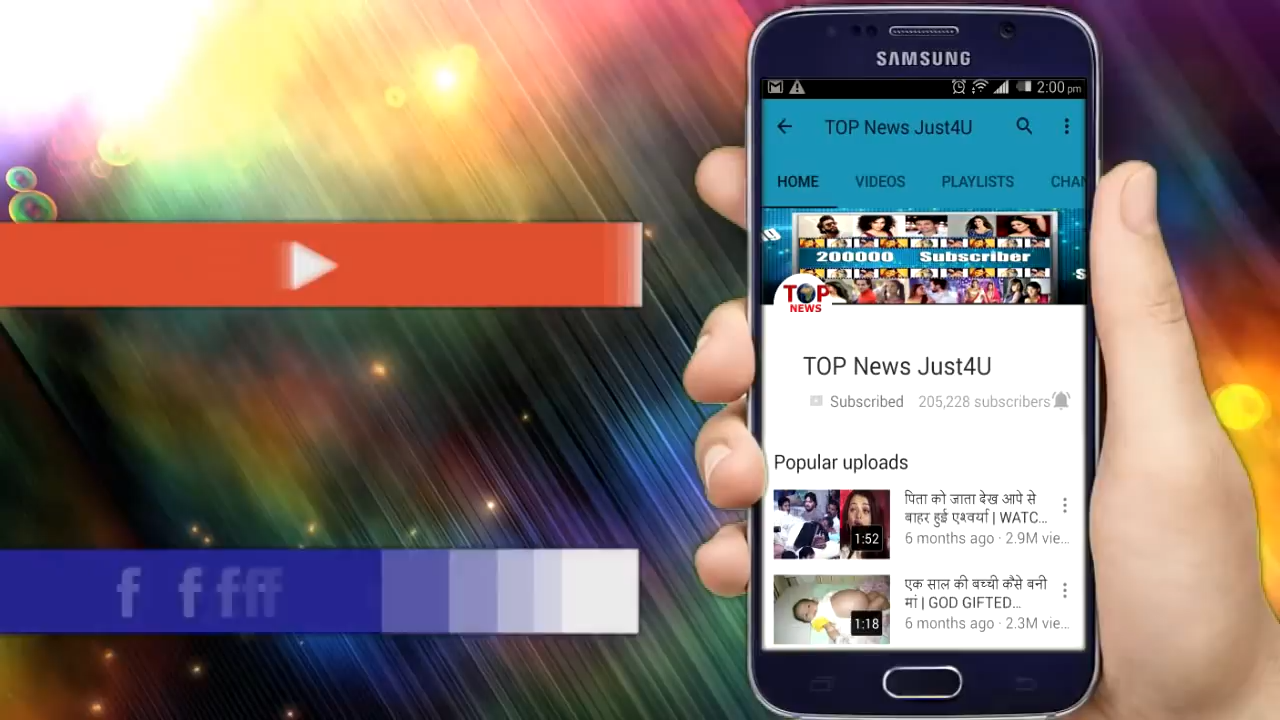 SAMSUNG
2:00 pm
TOP News Just4U
HOME VIDEOS PLAYLISTS CHAN
200000 Subscriber
TOP
NEWS
TOP News Just4U
Subscribed 205,228 subscribers
Popular uploads
पिता को जाता देख आपे से
बाहर हुई एश्वर्या | WATC...
1:52
6 months ago · 2.9M vie...
एक साल की बच्ची कैसे बनी
मां | GOD GIFTED...
1:18
6 months ago · 2.3M vie...
f f fff